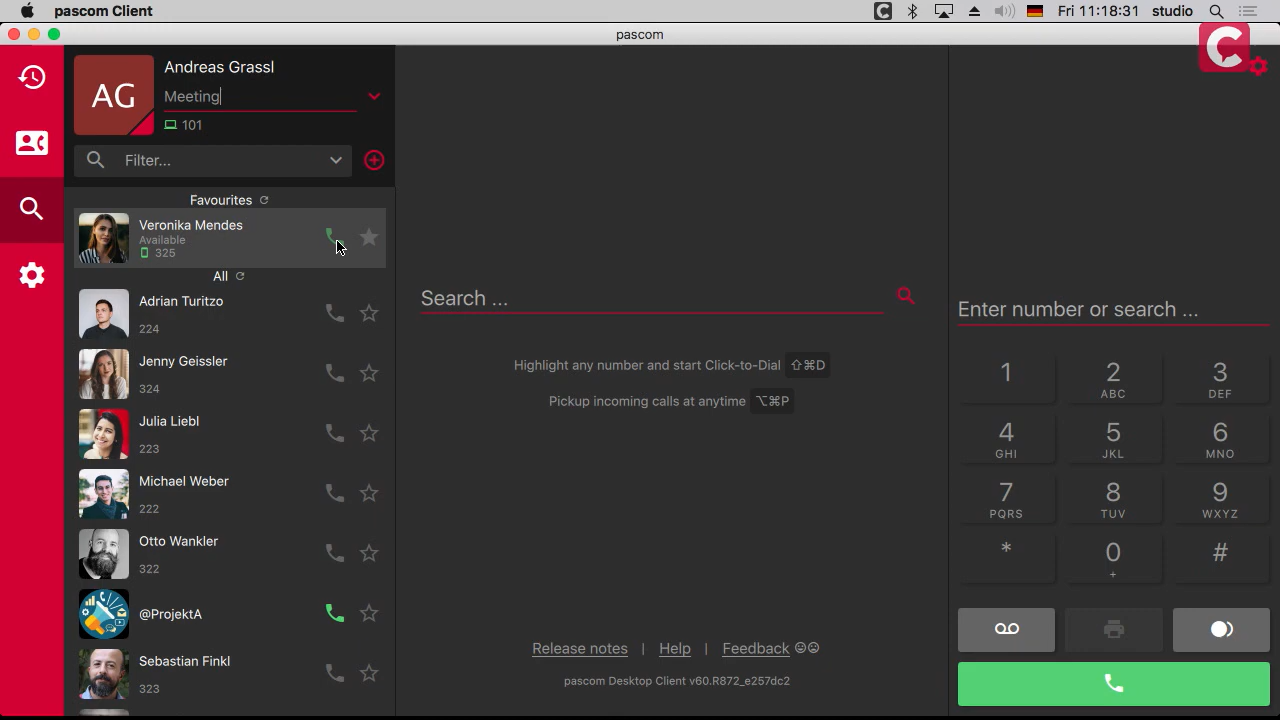 pascom Client
Fri 11:18:31 studio
pascom
AG
Andreas Grassl
Meeting
101
Filter...
Favourites
Veronika Mendes
Available
325
All
Adrian Turitzo
224
Jenny Geissler
324
Julia Liebl
223
Michael Weber
222
Otto Wankler
322
@ProjektA
Sebastian Finkl
323
Search ...
Highlight any number and start Click-to-Dial ⇧⌘D
Pickup incoming calls at anytime ⌥⌘P
Release notes | Help | Feedback
pascom Desktop Client v60.R872_e257dc2
Enter number or search ...
1 2 3
ABC DEF
4 5 6
GHI JKL MNO
7 8 9
PQRS TUV WXYZ
* 0 #
+